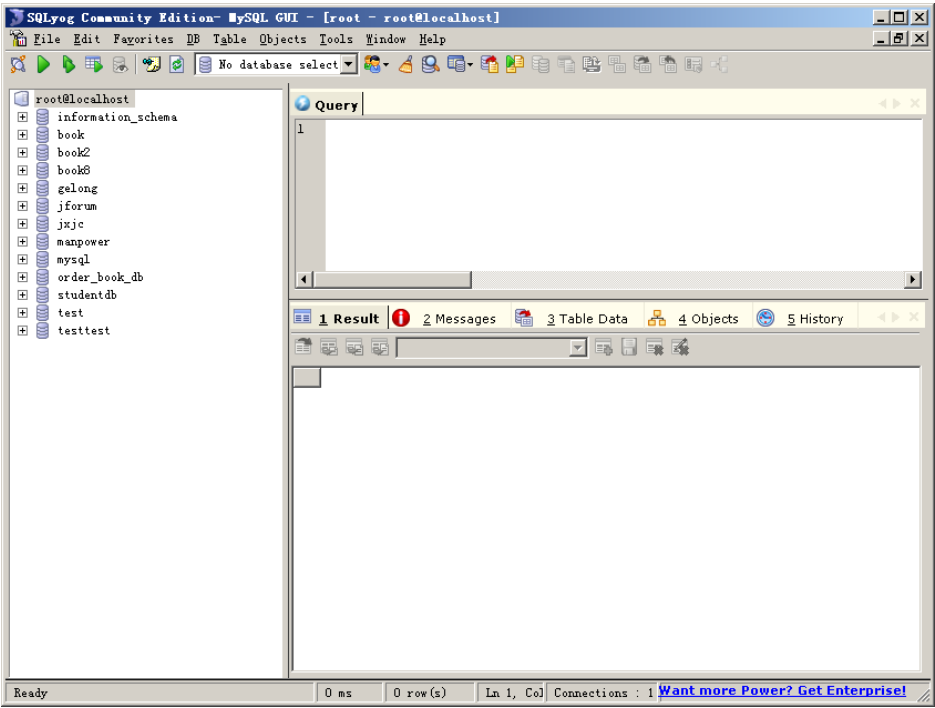 SQLyog Community Edition- MySQL GUI - [root - root@localhost]
File Edit Favorites DB Table Objects Tools Window Help
No database select
root@localhost
information_schema
book
book2
book8
gelong
jforum
jxjc
manpower
mysql
order_book_db
studentdb
test
testtest
Query
1
1 Result 2 Messages 3 Table Data 4 Objects 5 History
Ready 0 ms 0 row(s) Ln 1, Col Connections : 1 Want more Power? Get Enterprise!